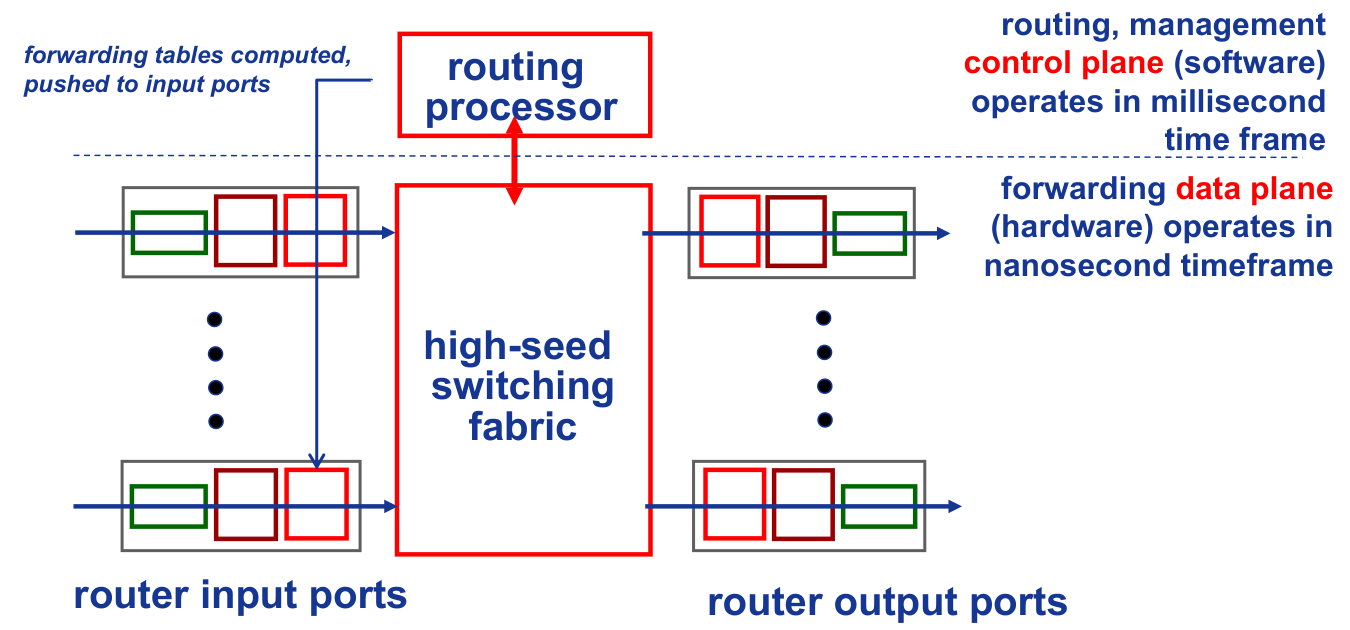 forwarding tables computed,
pushed to input ports
routing
processor
routing, management
control plane (software)
operates in millisecond
time frame
forwarding data plane
(hardware) operates in
nanosecond timeframe
high-seed
switching
fabric
router input ports
router output ports